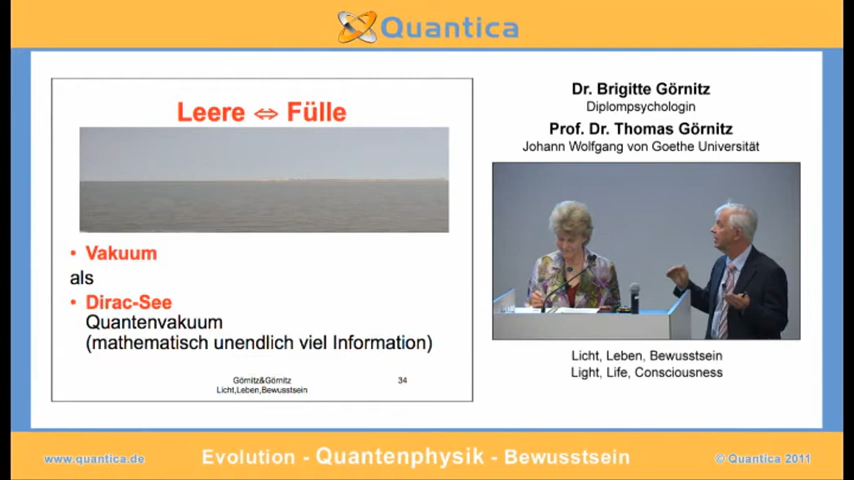 Quantica
Leere ⇔ Fülle
• Vakuum
als
• Dirac-See
Quantenvakuum
(mathematisch unendlich viel Information)
Görnitz&Görnitz
Licht,Leben,Bewusstsein
34
Dr. Brigitte Görnitz
Diplompsychologin
Prof. Dr. Thomas Görnitz
Johann Wolfgang von Goethe Universität
Licht, Leben, Bewusstsein
Light, Life, Consciousness
www.quantica.de
Evolution - Quantenphysik - Bewusstsein
© Quantica 2011